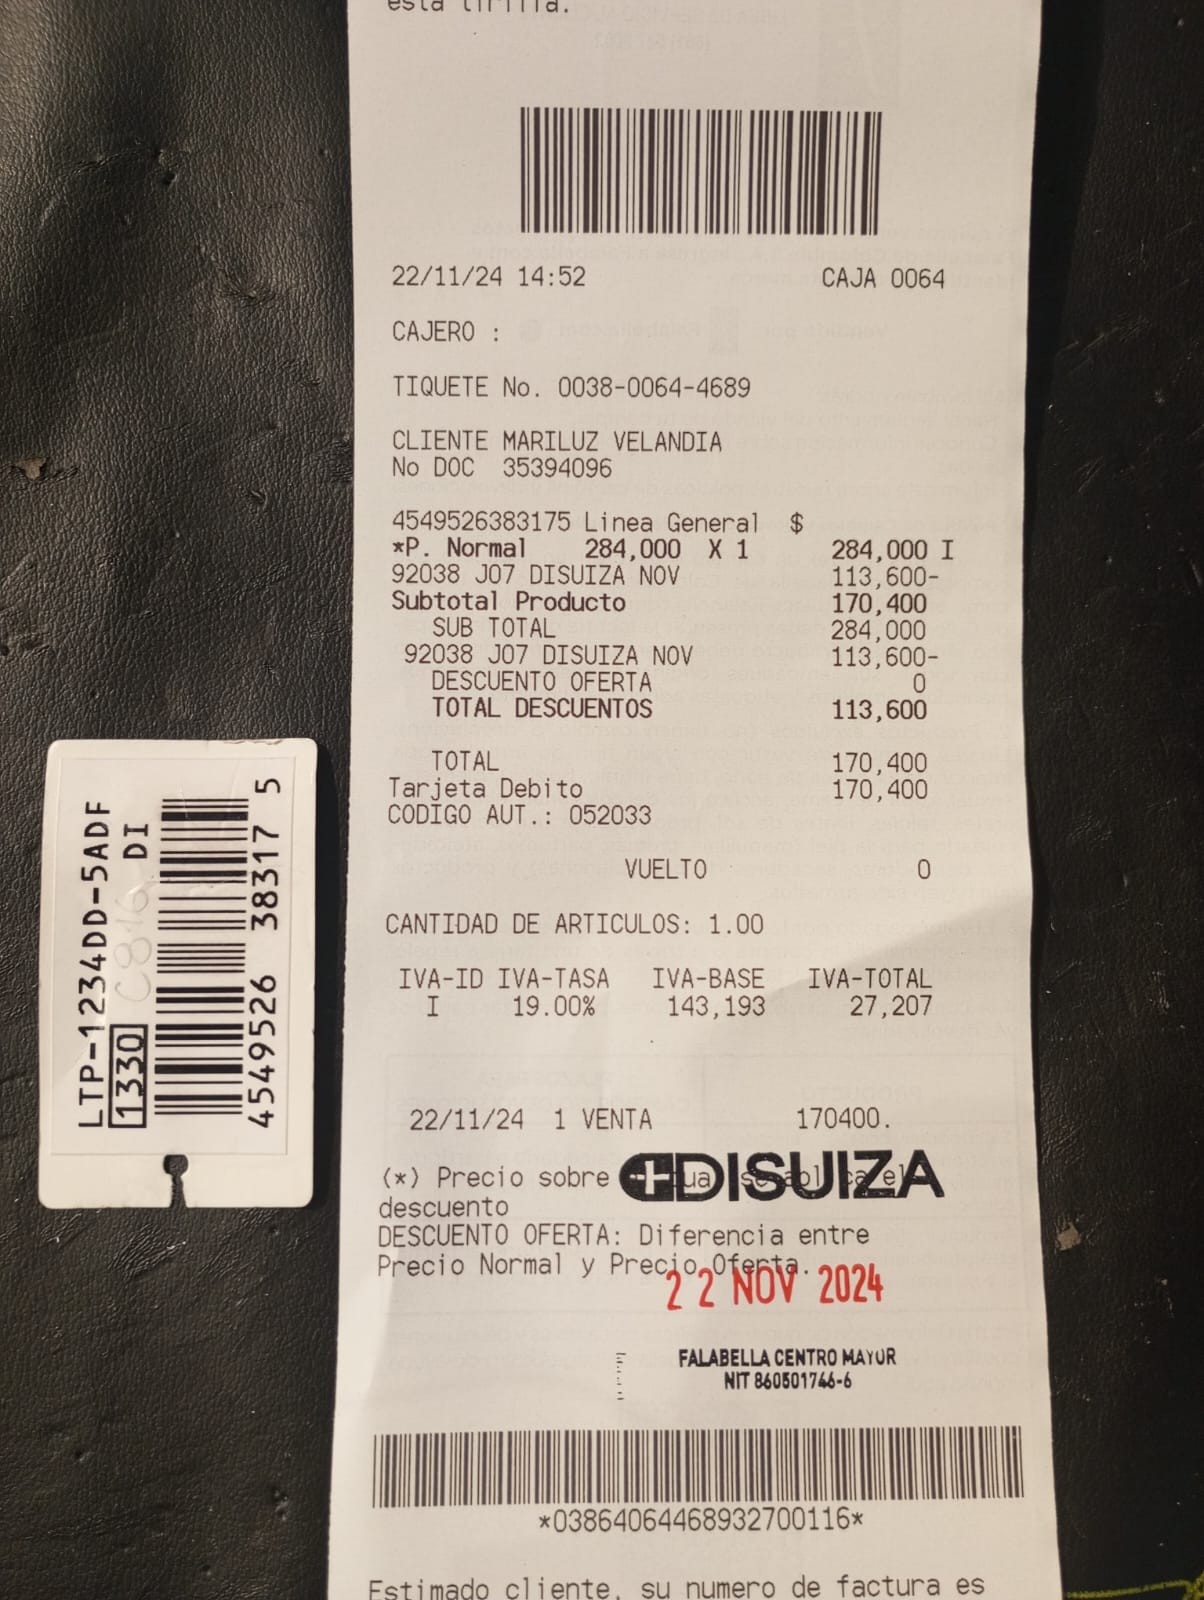 esta tirilla.
22/11/24 14:52 CAJA 0064
CAJERO :
TIQUETE No. 0038-0064-4689
CLIENTE MARILUZ VELANDIA
No DOC 35394096
4549526383175 Linea General $
*P. Normal 284,000 X 1 284,000 I
92038 J07 DISUIZA NOV 113,600-
Subtotal Producto 170,400
SUB TOTAL 284,000
92038 J07 DISUIZA NOV 113,600-
DESCUENTO OFERTA 0
TOTAL DESCUENTOS 113,600
TOTAL 170,400
Tarjeta Debito 170,400
CODIGO AUT.: 052033
VUELTO 0
CANTIDAD DE ARTICULOS: 1.00
IVA-ID IVA-TASA IVA-BASE IVA-TOTAL
I 19.00% 143,193 27,207
22/11/24 1 VENTA 170400.
(*) Precio sobre el
descuento
DISUIZA
DESCUENTO OFERTA: Diferencia entre
Precio Normal y Precio Oferta.
22 NOV 2024
FALABELLA CENTRO MAYOR
NIT 860501746-6
*03864064468932700116*
Estimado cliente, su numero de factura es
LTP-1234DD-5ADF
1330 C816 DI
4549526 38317 5